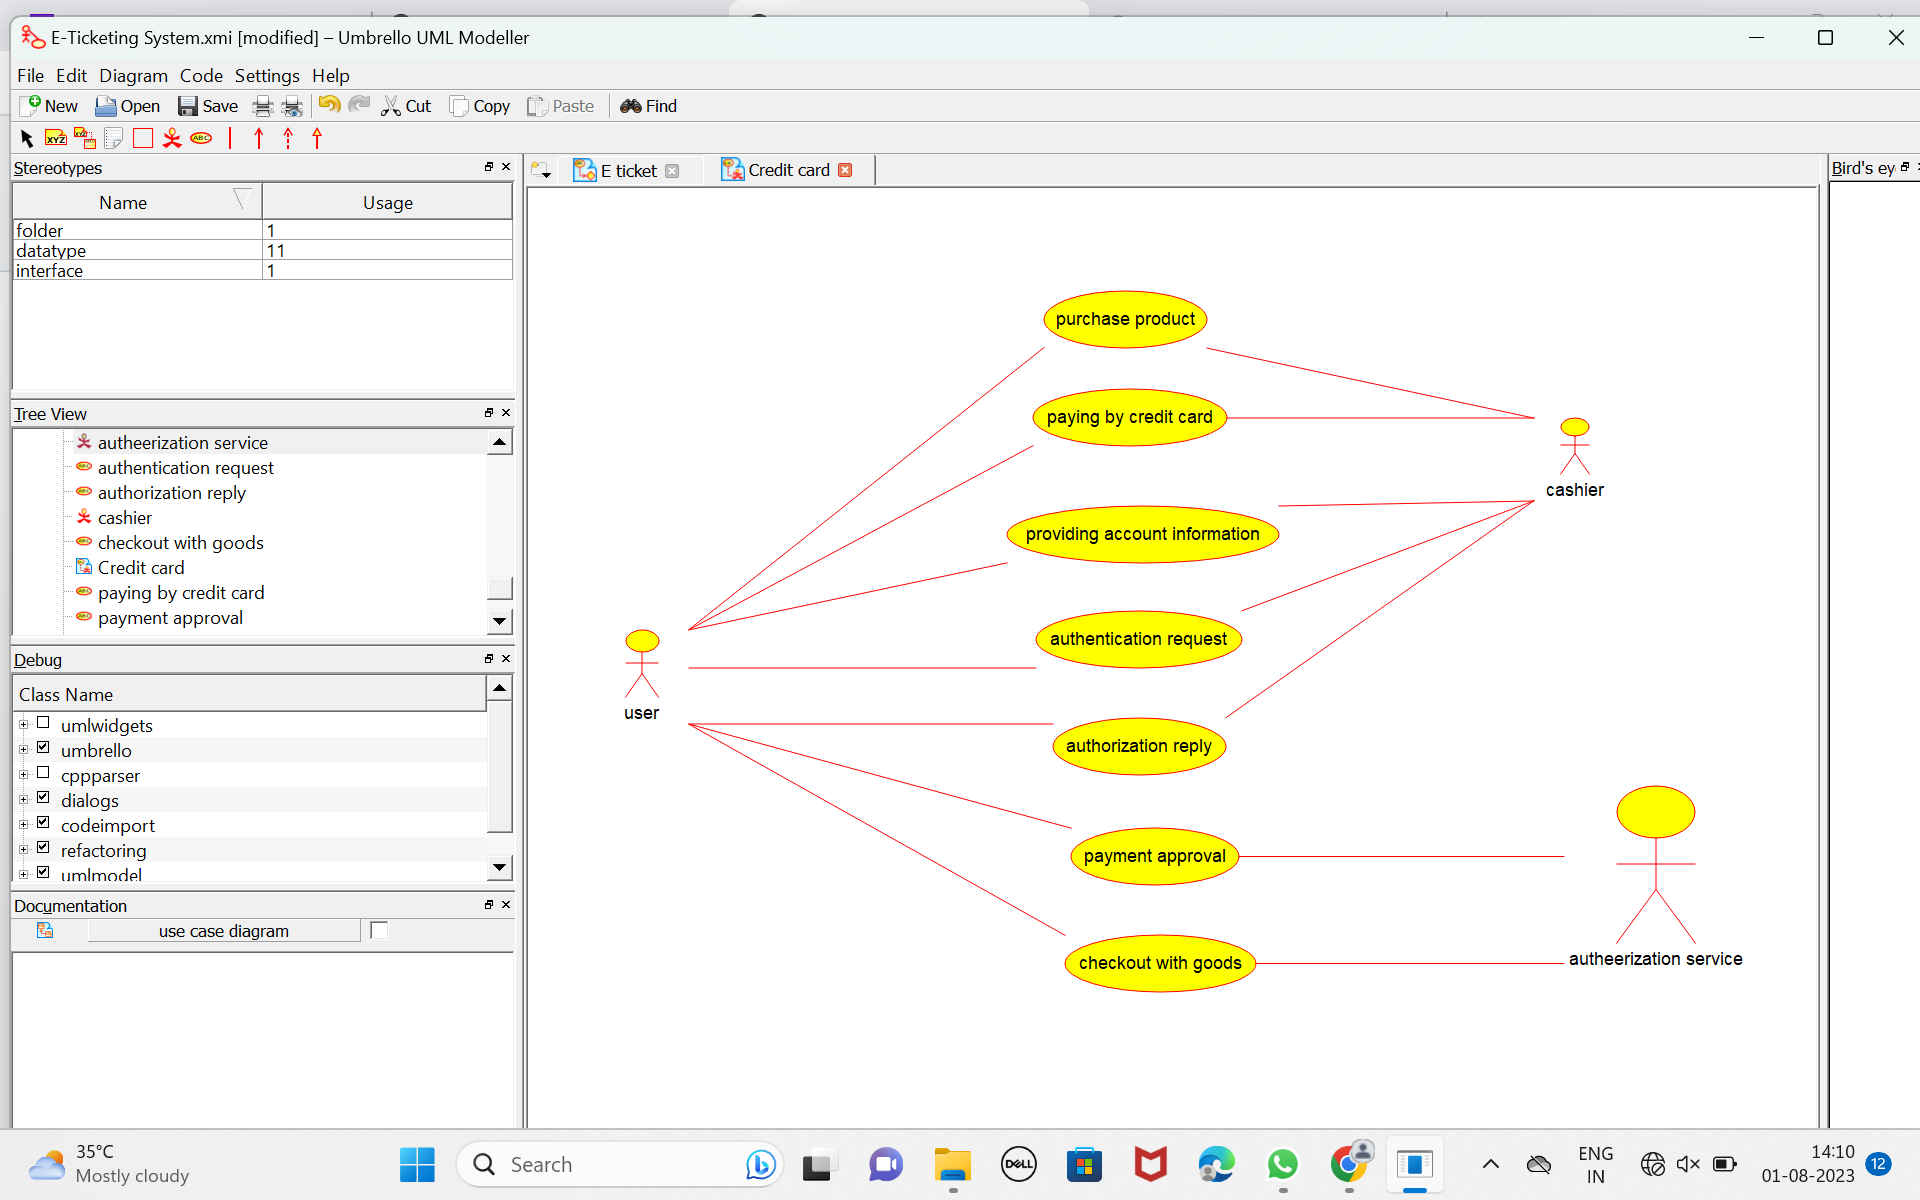 E-Ticketing System.xmi [modified] – Umbrello UML Modeller
File Edit Diagram Code Settings Help
New Open Save Cut Copy Paste Find
XYZ XYZ ABC
Stereotypes
Name Usage
folder 1
datatype 11
interface 1
Tree View
autheerization service
authentication request
authorization reply
cashier
checkout with goods
Credit card
paying by credit card
payment approval
Debug
Class Name
umlwidgets
umbrello
cppparser
dialogs
codeimport
refactoring
umlmodel
Documentation
use case diagram
E ticket Credit card
Bird's ey
purchase product
paying by credit card
cashier
providing account information
authentication request
user
authorization reply
payment approval
checkout with goods
autheerization service
35°C
Mostly cloudy
Search
DELL
ENG
IN
14:10
01-08-2023
12